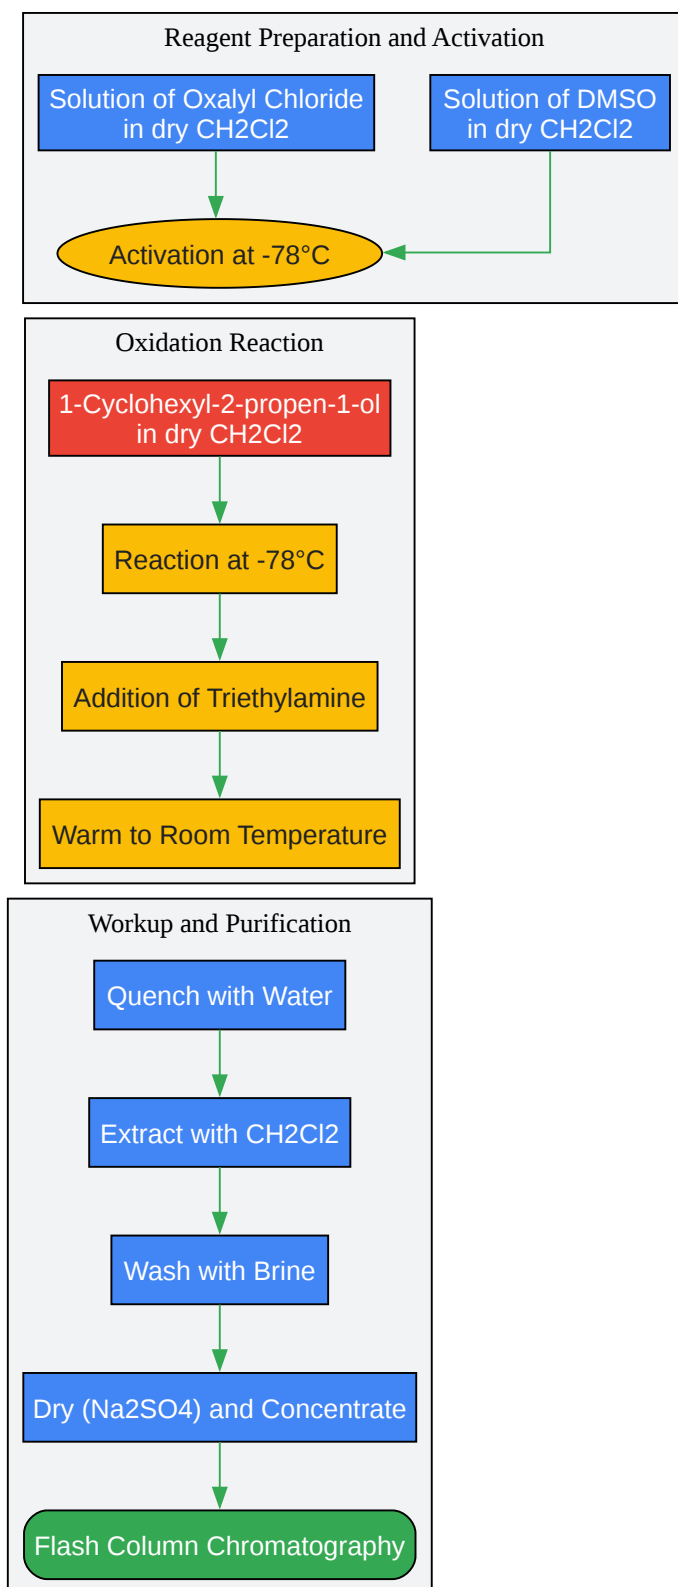 Reagent Preparation and Activation
Solution of Oxalyl Chloride
in dry CH2Cl2
Solution of DMSO
in dry CH2Cl2
Activation at -78°C
Oxidation Reaction
1-Cyclohexyl-2-propen-1-ol
in dry CH2Cl2
Reaction at -78°C
Addition of Triethylamine
Warm to Room Temperature
Workup and Purification
Quench with Water
Extract with CH2Cl2
Wash with Brine
Dry (Na2SO4) and Concentrate
Flash Column Chromatography